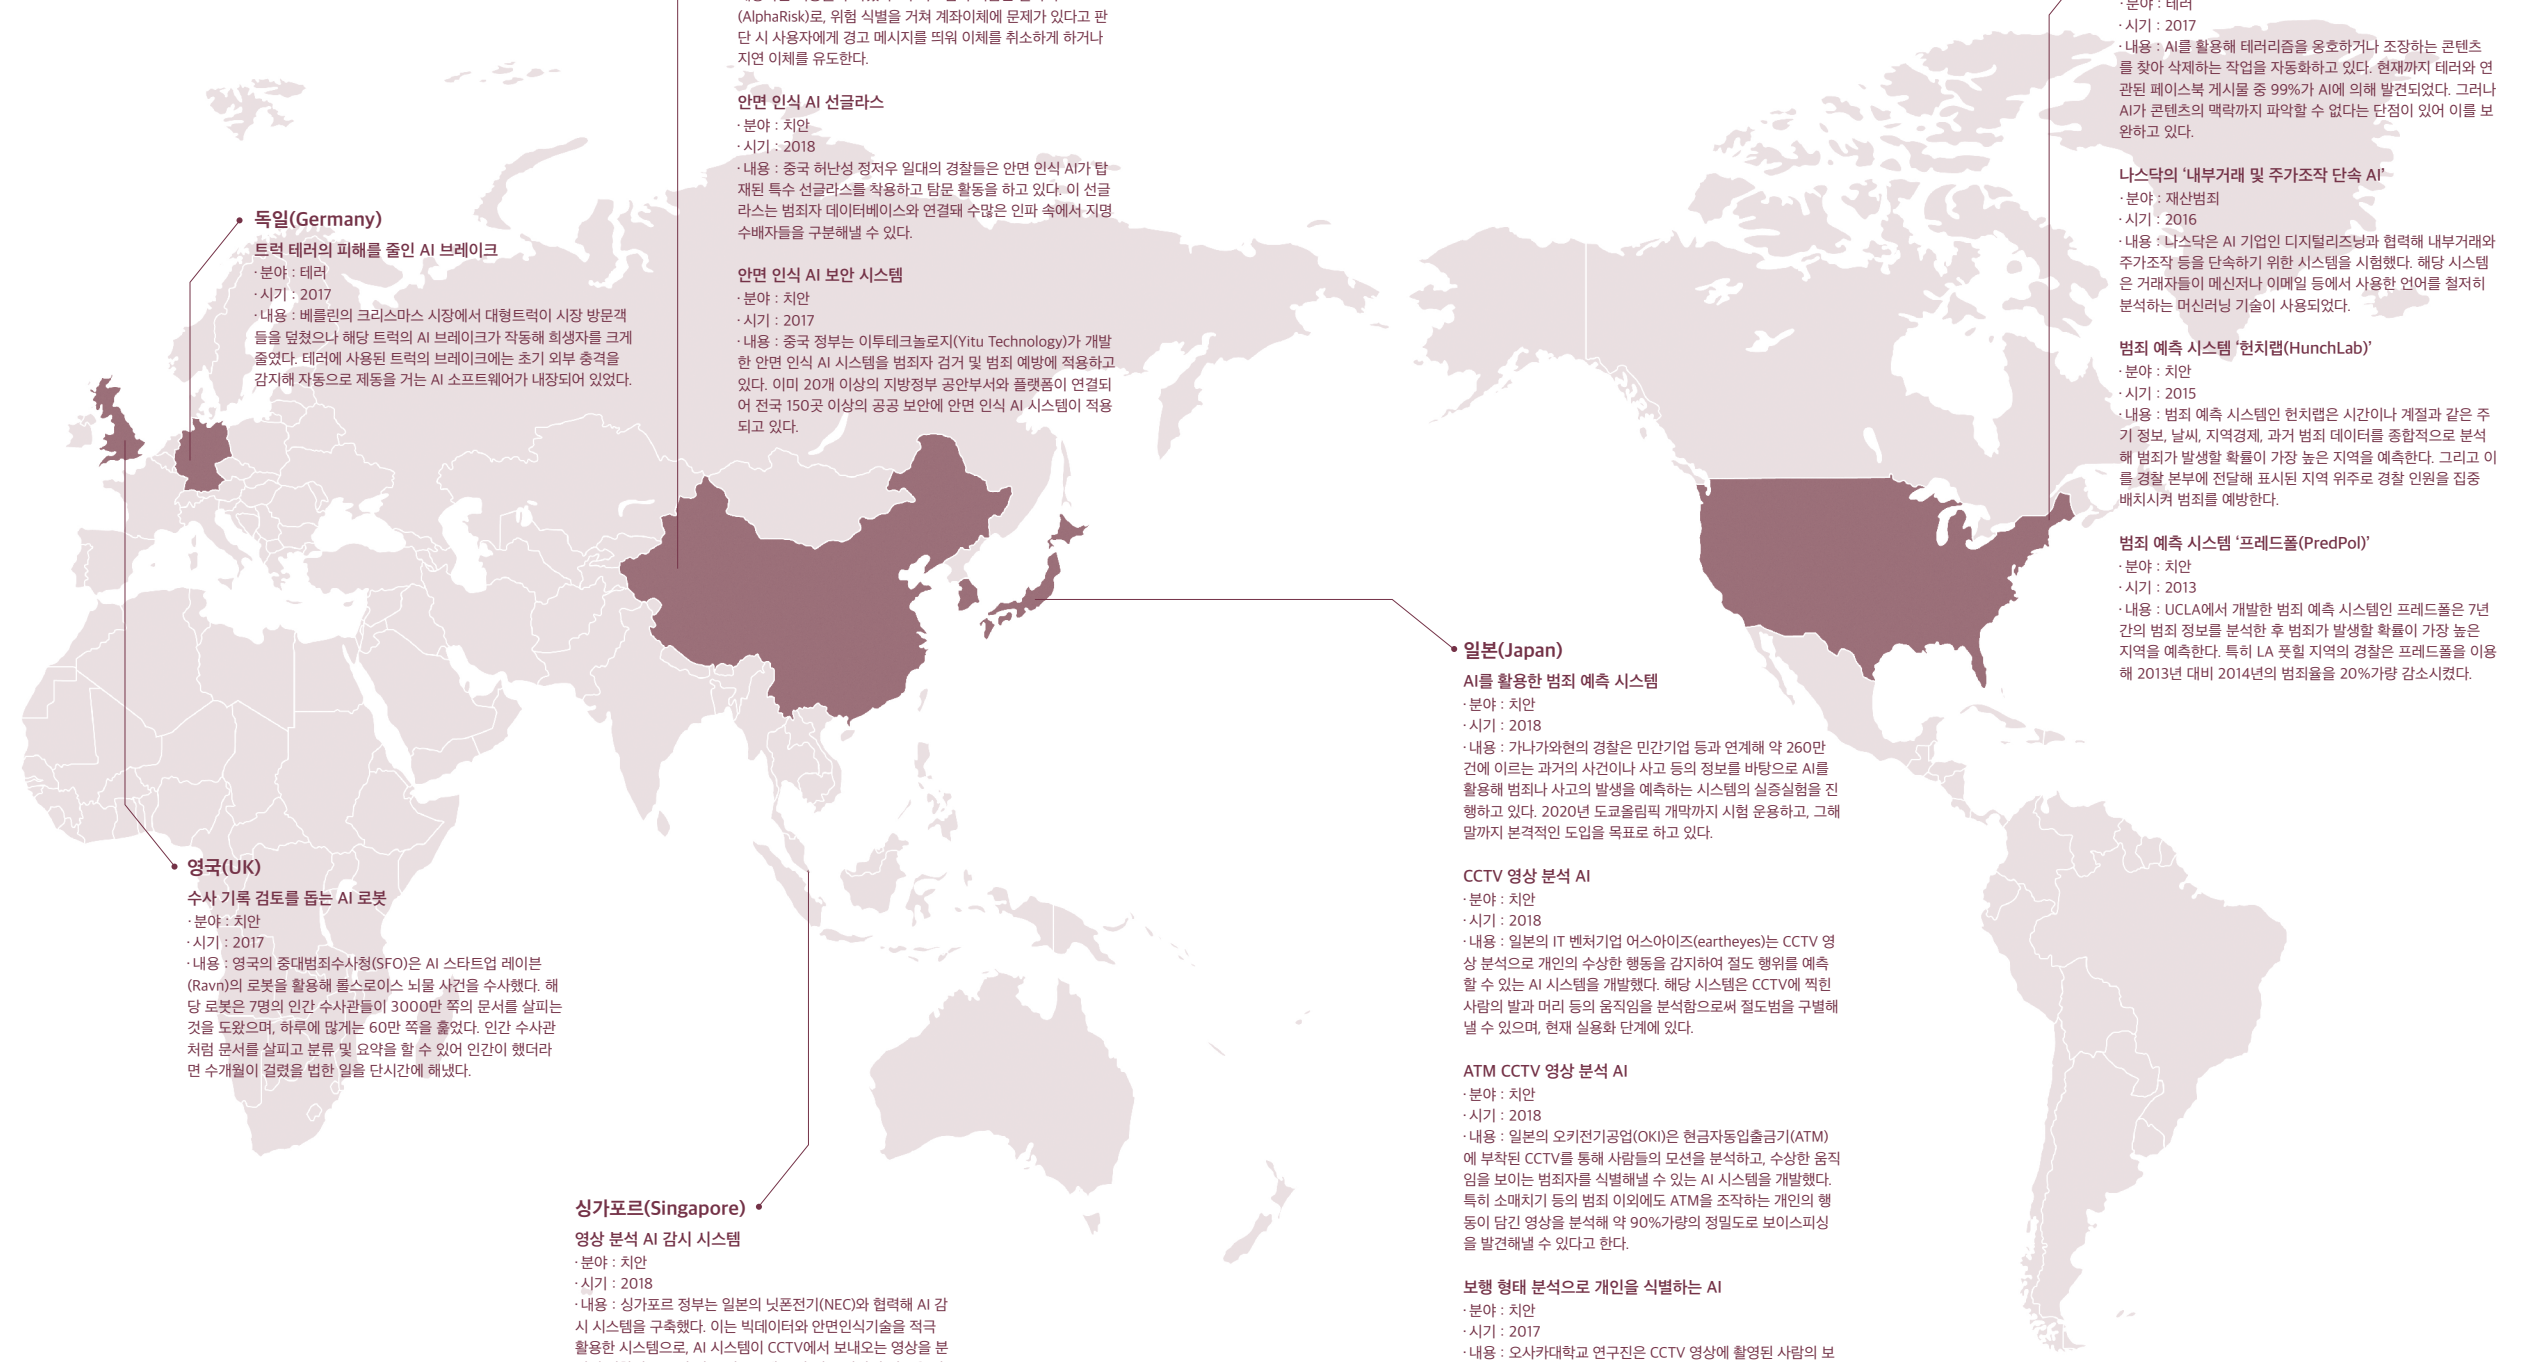 (AlphaRisk)로, 위험 식별을 거쳐 계좌이체에 문제가 있다고 판
단 시 사용자에게 경고 메시지를 띄워 이체를 취소하게 하거나
지연 이체를 유도한다.
안면 인식 AI 선글라스
· 분야 : 치안
· 시기 : 2018
· 내용 : 중국 허난성 정저우 일대의 경찰들은 안면 인식 AI가 탑
재된 특수 선글라스를 착용하고 탐문 활동을 하고 있다. 이 선글
라스는 범죄자 데이터베이스와 연결돼 수많은 인파 속에서 지명
수배자들을 구분해낼 수 있다.
안면 인식 AI 보안 시스템
· 분야 : 치안
· 시기 : 2017
· 내용 : 중국 정부는 이투테크놀로지(Yitu Technology)가 개발
한 안면 인식 AI 시스템을 범죄자 검거 및 범죄 예방에 적용하고
있다. 이미 20개 이상의 지방정부 공안부서와 플랫폼이 연결되
어 전국 150곳 이상의 공공 보안에 안면 인식 AI 시스템이 적용
되고 있다.
독일(Germany)
트럭 테러의 피해를 줄인 AI 브레이크
· 분야 : 테러
· 시기 : 2017
· 내용 : 베를린의 크리스마스 시장에서 대형트럭이 시장 방문객
들을 덮쳤으나 해당 트럭의 AI 브레이크가 작동해 희생자를 크게
줄였다. 테러에 사용된 트럭의 브레이크에는 초기 외부 충격을
감지해 자동으로 제동을 거는 AI 소프트웨어가 내장되어 있었다.
영국(UK)
수사 기록 검토를 돕는 AI 로봇
· 분야 : 치안
· 시기 : 2017
· 내용 : 영국의 중대범죄수사청(SFO)은 AI 스타트업 레이븐
(Ravn)의 로봇을 활용해 롤스로이스 뇌물 사건을 수사했다. 해
당 로봇은 7명의 인간 수사관들이 3000만 쪽의 문서를 살피는
것을 도왔으며, 하루에 많게는 60만 쪽을 훑었다. 인간 수사관
처럼 문서를 살피고 분류 및 요약을 할 수 있어 인간이 했더라
면 수개월이 걸렸을 법한 일을 단시간에 해냈다.
싱가포르(Singapore)
영상 분석 AI 감시 시스템
· 분야 : 치안
· 시기 : 2018
· 내용 : 싱가포르 정부는 일본의 닛폰전기(NEC)와 협력해 AI 감
시 시스템을 구축했다. 이는 빅데이터와 안면인식기술을 적극
활용한 시스템으로, AI 시스템이 CCTV에서 보내오는 영상을 분
일본(Japan)
AI를 활용한 범죄 예측 시스템
· 분야 : 치안
· 시기 : 2018
· 내용 : 가나가와현의 경찰은 민간기업 등과 연계해 약 260만
건에 이르는 과거의 사건이나 사고 등의 정보를 바탕으로 AI를
활용해 범죄나 사고의 발생을 예측하는 시스템의 실증실험을 진
행하고 있다. 2020년 도쿄올림픽 개막까지 시험 운용하고, 그해
말까지 본격적인 도입을 목표로 하고 있다.
CCTV 영상 분석 AI
· 분야 : 치안
· 시기 : 2018
· 내용 : 일본의 IT 벤처기업 어스아이즈(eartheyes)는 CCTV 영
상 분석으로 개인의 수상한 행동을 감지하여 절도 행위를 예측
할 수 있는 AI 시스템을 개발했다. 해당 시스템은 CCTV에 찍힌
사람의 발과 머리 등의 움직임을 분석함으로써 절도범을 구별해
낼 수 있으며, 현재 실용화 단계에 있다.
ATM CCTV 영상 분석 AI
· 분야 : 치안
· 시기 : 2018
· 내용 : 일본의 오키전기공업(OKI)은 현금자동입출금기(ATM)
에 부착된 CCTV를 통해 사람들의 모션을 분석하고, 수상한 움직
임을 보이는 범죄자를 식별해낼 수 있는 AI 시스템을 개발했다.
특히 소매치기 등의 범죄 이외에도 ATM을 조작하는 개인의 행
동이 담긴 영상을 분석해 약 90%가량의 정밀도로 보이스피싱
을 발견해낼 수 있다고 한다.
보행 형태 분석으로 개인을 식별하는 AI
· 분야 : 치안
· 시기 : 2017
· 내용 : 오사카대학교 연구진은 CCTV 영상에 촬영된 사람의 보
· 분야 : 테러
· 시기 : 2017
· 내용 : AI를 활용해 테러리즘을 옹호하거나 조장하는 콘텐츠
를 찾아 삭제하는 작업을 자동화하고 있다. 현재까지 테러와 연
관된 페이스북 게시물 중 99%가 AI에 의해 발견되었다. 그러나
AI가 콘텐츠의 맥락까지 파악할 수 없다는 단점이 있어 이를 보
완하고 있다.
나스닥의 ‘내부거래 및 주가조작 단속 AI’
· 분야 : 재산범죄
· 시기 : 2016
· 내용 : 나스닥은 AI 기업인 디지털리즈닝과 협력해 내부거래와
주가조작 등을 단속하기 위한 시스템을 시험했다. 해당 시스템
은 거래자들이 메신저나 이메일 등에서 사용한 언어를 철저히
분석하는 머신러닝 기술이 사용되었다.
범죄 예측 시스템 ‘헌치랩(HunchLab)’
· 분야 : 치안
· 시기 : 2015
· 내용 : 범죄 예측 시스템인 헌치랩은 시간이나 계절과 같은 주
기 정보, 날씨, 지역경제, 과거 범죄 데이터를 종합적으로 분석
해 범죄가 발생할 확률이 가장 높은 지역을 예측한다. 그리고 이
를 경찰 본부에 전달해 표시된 지역 위주로 경찰 인원을 집중
배치시켜 범죄를 예방한다.
범죄 예측 시스템 ‘프레드폴(PredPol)’
· 분야 : 치안
· 시기 : 2013
· 내용 : UCLA에서 개발한 범죄 예측 시스템인 프레드폴은 7년
간의 범죄 정보를 분석한 후 범죄가 발생할 확률이 가장 높은
지역을 예측한다. 특히 LA 풋힐 지역의 경찰은 프레드폴을 이용
해 2013년 대비 2014년의 범죄율을 20%가량 감소시켰다.